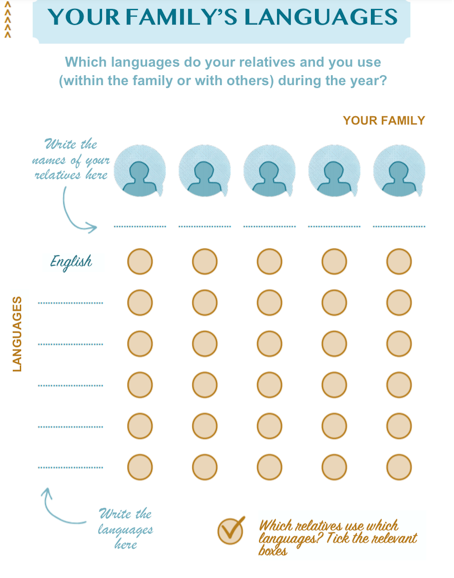 YOUR FAMILY'S LANGUAGES
Which languages do your relatives and you use
(within the family or with others) during the year?
YOUR FAMILY
Write the
names of your
relatives here
English
LANGUAGES
Write the
languages
here
Which relatives use which
languages? Tick the relevant
boxes